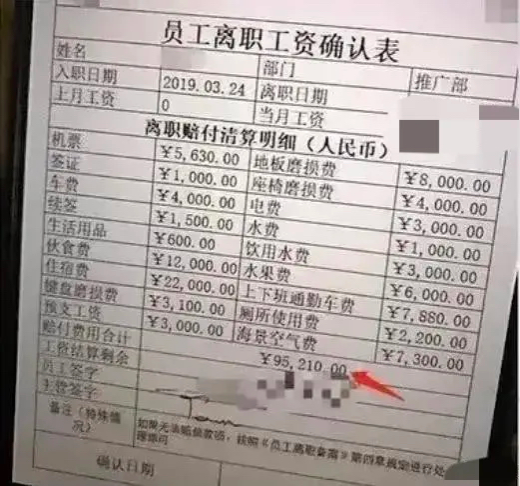 员工离职工资确认表
姓名 部门 推广部
入职日期 2019.03.24 离职日期
上月工资 0 当月工资
离职赔付清算明细（人民币）
机票 ¥5,630.00 地板磨损费 ¥8,000.00
签证 ¥1,000.00 座椅磨损费 ¥4,000.00
车费 ¥4,000.00 电费 ¥3,000.00
续签 ¥1,500.00 水费 ¥1,000.00
生活用品 ¥600.00 饮用水费 ¥3,000.00
伙食费 ¥12,000.00 水果费 ¥6,000.00
住宿费 ¥22,000.00 上下班通勤车费 ¥7,880.00
键盘磨损费 ¥3,100.00 厕所使用费 ¥2,200.00
预支工资 ¥3,000.00 海景空气费 ¥7,300.00
赔付费用合计 ¥95,210.00
工资结算剩余
员工签字
主管签字
备注（特殊情况） 如果无法赔偿款项，按照《员工离职备案》第四章规定进行处
理即可
确认日期